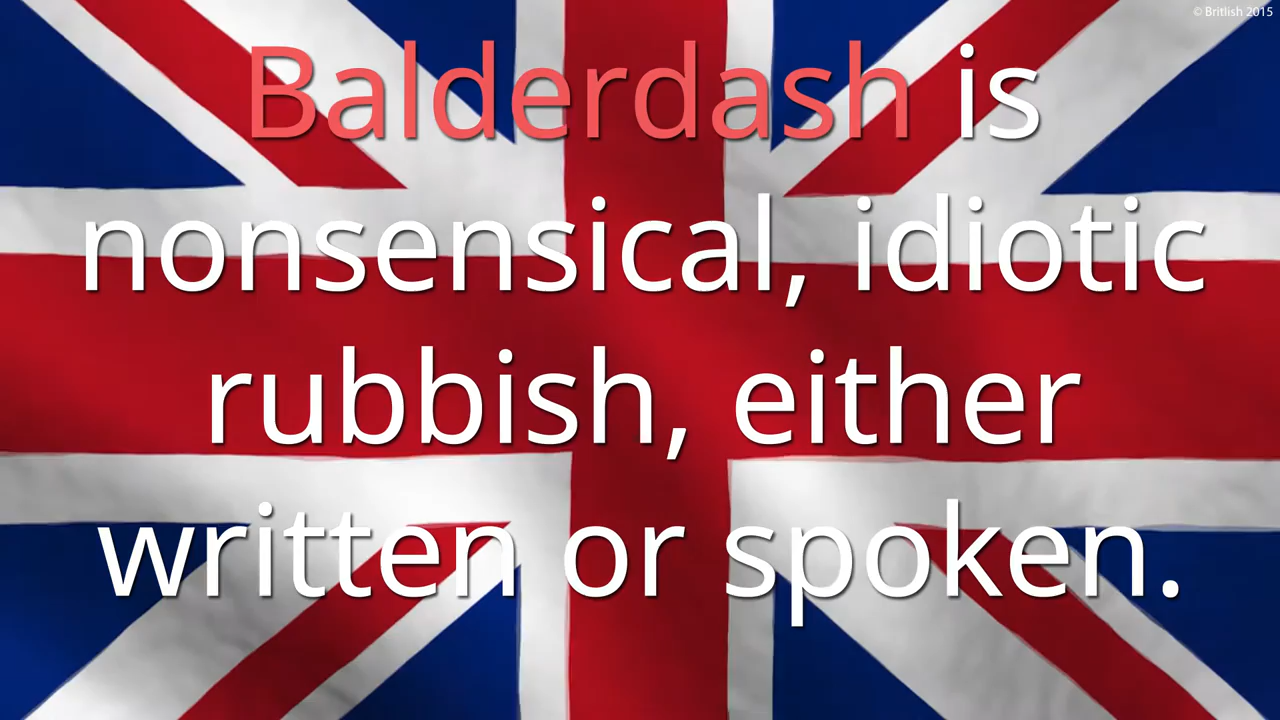 © Britlish 2015
Balderdash is
nonsensical, idiotic
rubbish, either
written or spoken.